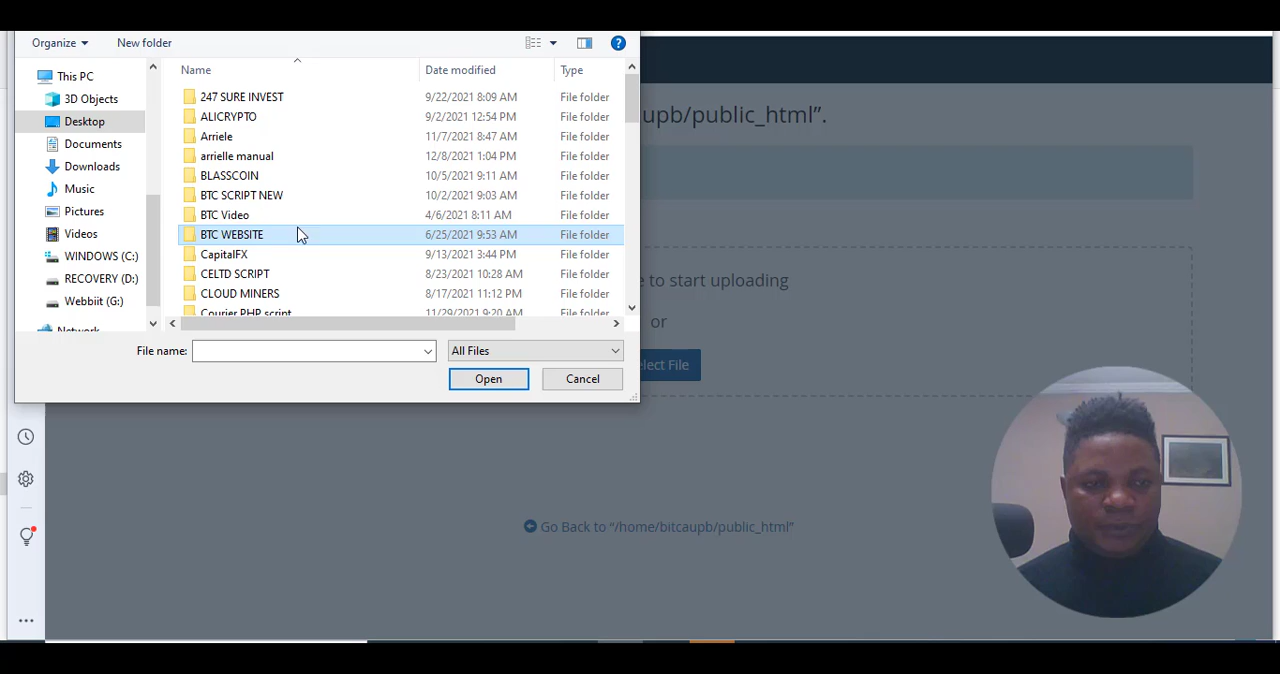 Organize
New folder
This PC
3D Objects
Desktop
Documents
Downloads
Music
Pictures
Videos
WINDOWS (C:)
RECOVERY (D:)
Webbiit (G:)
Network
Name Date modified Type
247 SURE INVEST 9/22/2021 8:09 AM File folder
ALICRYPTO 9/2/2021 12:54 PM File folder
Arriele 11/7/2021 8:47 AM File folder
arrielle manual 12/8/2021 1:04 PM File folder
BLASSCOIN 10/5/2021 9:11 AM File folder
BTC SCRIPT NEW 10/2/2021 9:03 AM File folder
BTC Video 4/6/2021 8:11 AM File folder
BTC WEBSITE 6/25/2021 9:53 AM File folder
CapitalFX 9/13/2021 3:44 PM File folder
CELTD SCRIPT 8/23/2021 10:28 AM File folder
CLOUD MINERS 8/17/2021 11:12 PM File folder
Courier PHP script 11/29/2021 9:20 AM File folder
File name:
All Files
Open
Cancel
upb/public_html”.
e to start uploading
or
lect File
Go Back to “/home/bitcaupb/public_html”